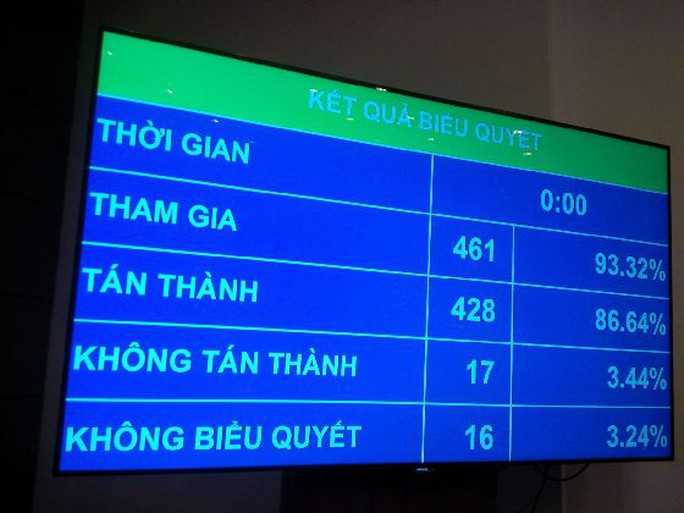 KẾT QUẢ BIỂU QUYẾT
THỜI GIAN 0:00
THAM GIA 461 93.32%
TÁN THÀNH 428 86.64%
KHÔNG TÁN THÀNH 17 3.44%
KHÔNG BIỂU QUYẾT 16 3.24%